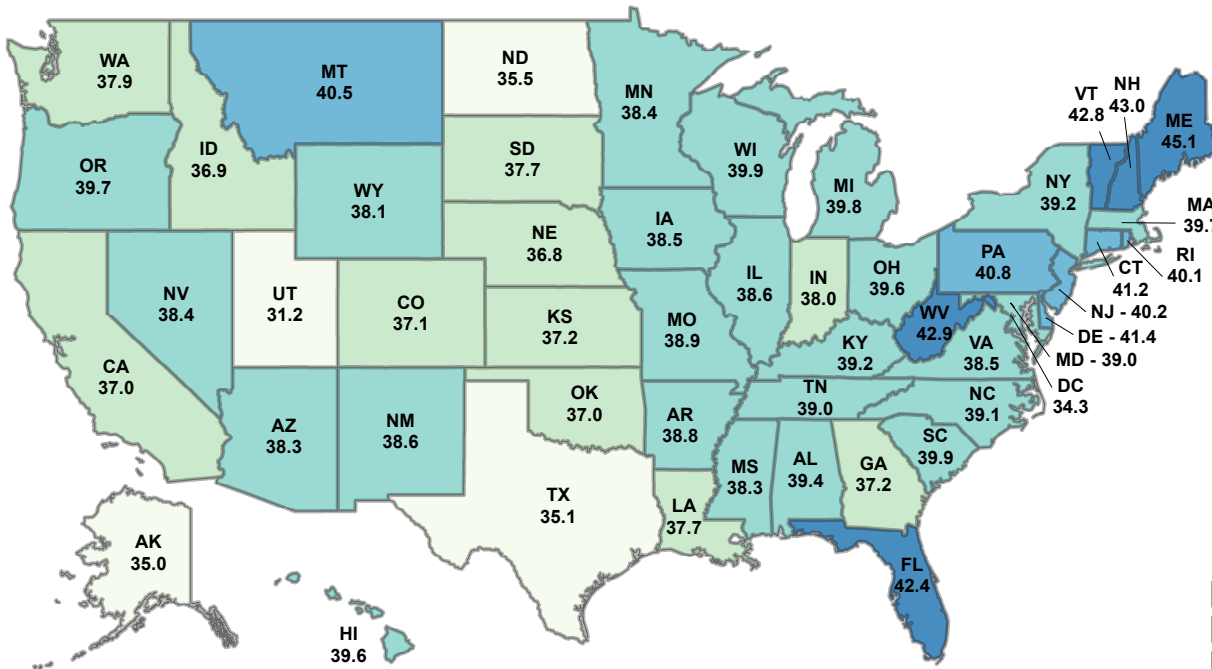 WA
37.9
MT
40.5
ND
35.5
MN
38.4
VT
42.8
NH
43.0
ME
45.1
OR
39.7
ID
36.9
WY
38.1
SD
37.7
WI
39.9
MI
39.8
NY
39.2
MA
39.7
RI
40.1
CT
41.2
NJ - 40.2
DE - 41.4
MD - 39.0
DC
34.3
PA
40.8
NE
36.8
IA
38.5
IL
38.6
IN
38.0
OH
39.6
WV
42.9
VA
38.5
NV
38.4
UT
31.2
CO
37.1
KS
37.2
MO
38.9
KY
39.2
CA
37.0
TN
39.0
NC
39.1
OK
37.0
AR
38.8
SC
39.9
AZ
38.3
NM
38.6
MS
38.3
AL
39.4
GA
37.2
TX
35.1
LA
37.7
AK
35.0
FL
42.4
HI
39.6